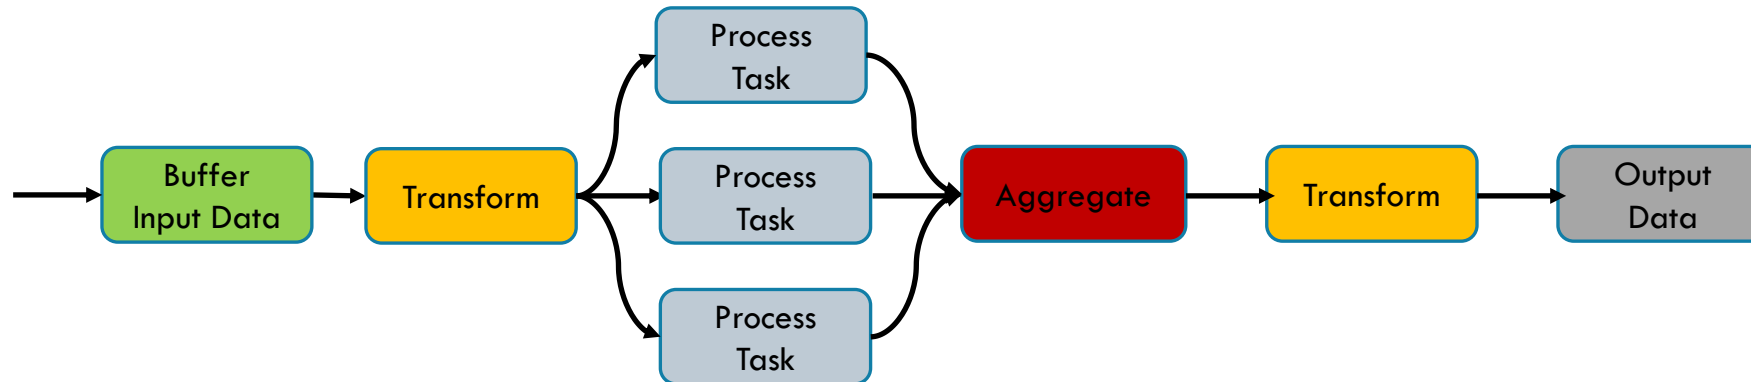 Buffer
Input Data
Transform
Process
Task
Process
Task
Process
Task
Aggregate
Transform
Output
Data